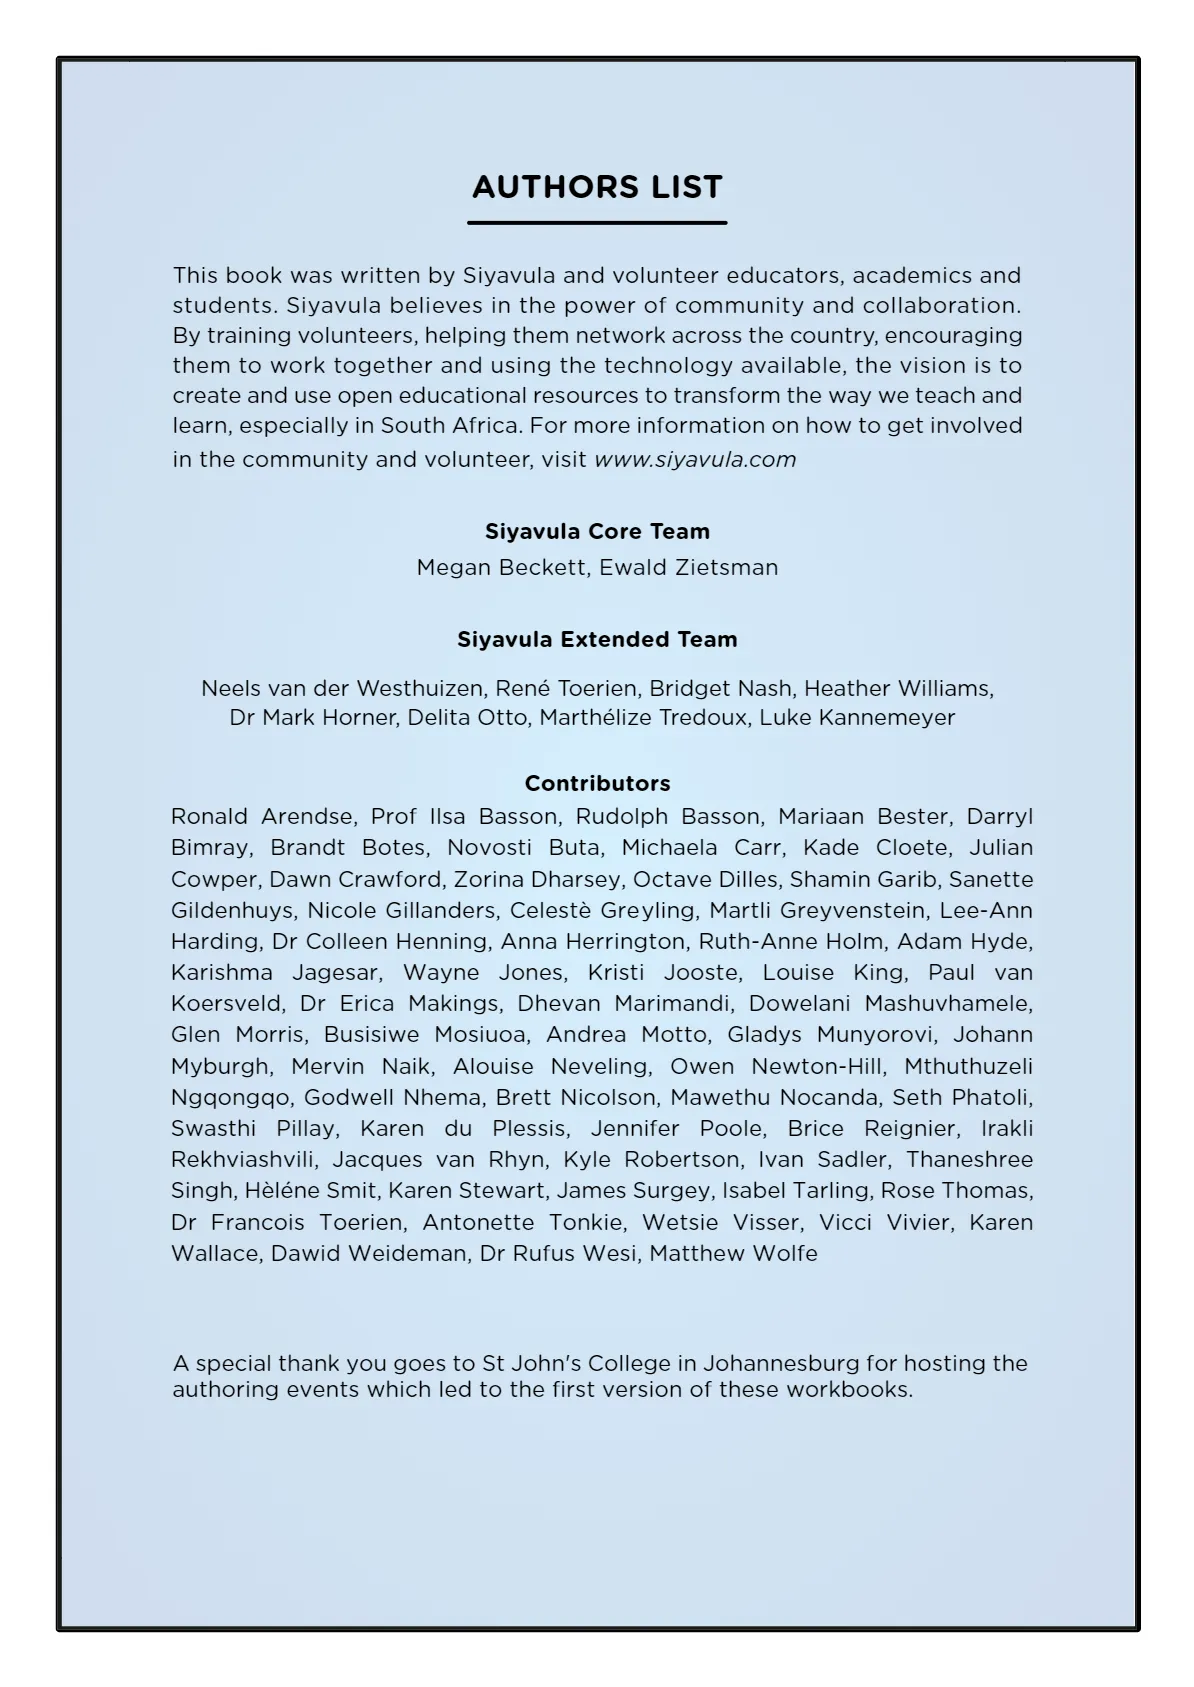 AUTHORS LIST
This book was written by Siyavula and volunteer educators, academics and
students. Siyavula believes in the power of community and collaboration.
By training volunteers, helping them network across the country, encouraging
them to work together and using the technology available, the vision is to
create and use open educational resources to transform the way we teach and
learn, especially in South Africa. For more information on how to get involved
in the community and volunteer, visit www.siyavula.com
Siyavula Core Team
Megan Beckett, Ewald Zietsman
Siyavula Extended Team
Neels van der Westhuizen, René Toerien, Bridget Nash, Heather Williams,
Dr Mark Horner, Delita Otto, Marthélize Tredoux, Luke Kannemeyer
Contributors
Ronald Arendse, Prof Ilsa Basson, Rudolph Basson, Mariaan Bester, Darryl
Bimray, Brandt Botes, Novosti Buta, Michaela Carr, Kade Cloete, Julian
Cowper, Dawn Crawford, Zorina Dharsey, Octave Dilles, Shamin Garib, Sanette
Gildenhuys, Nicole Gillanders, Celestè Greyling, Martli Greyvenstein, Lee-Ann
Harding, Dr Colleen Henning, Anna Herrington, Ruth-Anne Holm, Adam Hyde,
Karishma Jagesar, Wayne Jones, Kristi Jooste, Louise King, Paul van
Koersveld, Dr Erica Makings, Dhevan Marimandi, Dowelani Mashuvhamele,
Glen Morris, Busisiwe Mosiuoa, Andrea Motto, Gladys Munyorovi, Johann
Myburgh, Mervin Naik, Alouise Neveling, Owen Newton-Hill, Mthuthuzeli
Ngqongqo, Godwell Nhema, Brett Nicolson, Mawethu Nocanda, Seth Phatoli,
Swasthi Pillay, Karen du Plessis, Jennifer Poole, Brice Reignier, Irakli
Rekhviashvili, Jacques van Rhyn, Kyle Robertson, Ivan Sadler, Thaneshree
Singh, Hèléne Smit, Karen Stewart, James Surgey, Isabel Tarling, Rose Thomas,
Dr Francois Toerien, Antonette Tonkie, Wetsie Visser, Vicci Vivier, Karen
Wallace, Dawid Weideman, Dr Rufus Wesi, Matthew Wolfe
A special thank you goes to St John's College in Johannesburg for hosting the
authoring events which led to the first version of these workbooks.